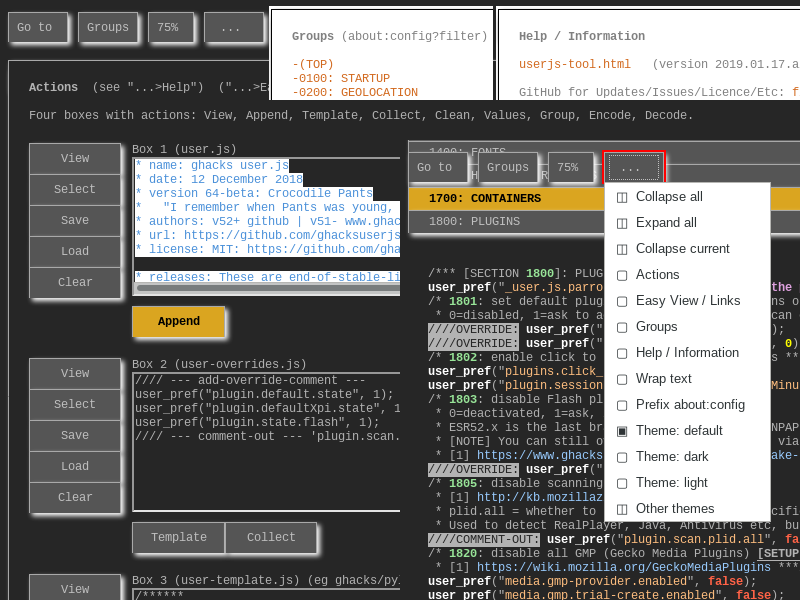 Go to Groups 75% ...
Groups (about:config?filter)
-(TOP)
-0100: STARTUP
-0200: GEOLOCATION
Help / Information
userjs-tool.html (version 2019.01.17.a
GitHub for Updates/Issues/Licence/Etc: f
Actions (see "...>Help") ("...>Ea
Four boxes with actions: View, Append, Template, Collect, Clean, Values, Group, Encode, Decode.
View
Select
Save
Load
Clear
Box 1 (user.js)
* name: ghacks user.js
* date: 12 December 2018
* version 64-beta: Crocodile Pants
* "I remember when Pants was young,
* authors: v52+ github | v51- www.ghac
* url: https://github.com/ghacksuserjs
* license: MIT: https://github.com/gha
* releases: These are end-of-stable-li
Append
View
Select
Save
Load
Clear
Box 2 (user-overrides.js)
//// --- add-override-comment ---
user_pref("plugin.default.state", 1);
user_pref("plugin.defaultXpi.state", 1
user_pref("plugin.state.flash", 1);
//// --- comment-out --- 'plugin.scan.
Template Collect
View
Box 3 (user-template.js) (eg ghacks/py
/******
1400: FONTS
Go to Groups 75% ...
1700: CONTAINERS
1800: PLUGINS
Collapse all
Expand all
Collapse current
Actions
Easy View / Links
Groups
Help / Information
Wrap text
Prefix about:config
Theme: default
Theme: dark
Theme: light
Other themes
/*** [SECTION 1800]: PLUG
user_pref("_user.js.parro the
/* 1801: set default plug ns o
* 0=disabled, 1=ask to a can
////OVERRIDE: user_pref(" );
////OVERRIDE: user_pref(" , 0)
/* 1802: enable click to s **
user_pref("plugins.click_
user_pref("plugin.session Minu
/* 1803: disable Flash pl
* 0=deactivated, 1=ask,
* ESR52.x is the last bra NPAP
* [NOTE] You can still o via
* [1] https://www.ghacks ake-
////OVERRIDE: user_pref("
/* 1805: disable scanning
* [1] http://kb.mozillaz
* plid.all = whether to cifi
* Used to detect RealPlayer, Java, Antivirus etc, bu
////COMMENT-OUT: user_pref("plugin.scan.plid.all", fa
/* 1820: disable all GMP (Gecko Media Plugins) [SETUP
* [1] https://wiki.mozilla.org/GeckoMediaPlugins ***
user_pref("media.gmp-provider.enabled", false);
user_pref("media.gmp.trial-create.enabled", false);